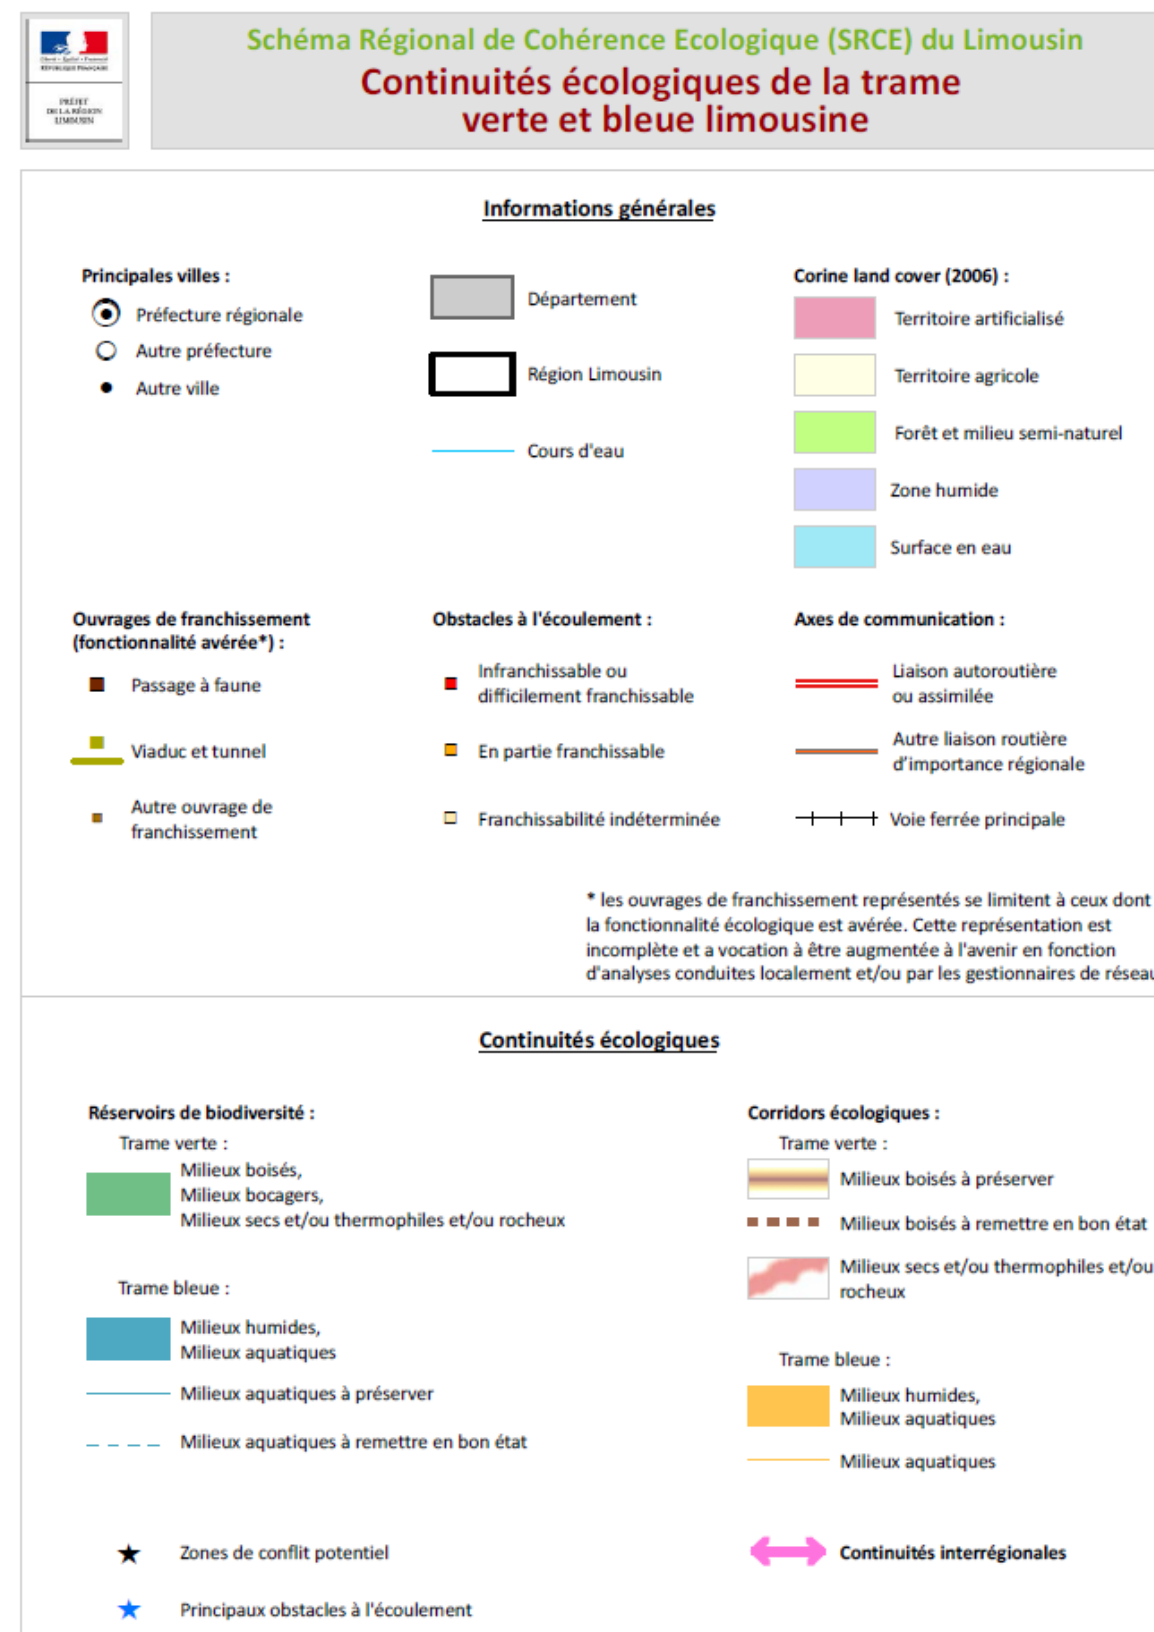 Liberté • Égalité • Fraternité
RÉPUBLIQUE FRANÇAISE
PRÉFET
DE LA RÉGION
LIMOUSIN
Schéma Régional de Cohérence Ecologique (SRCE) du Limousin
Continuités écologiques de la trame
verte et bleue limousine
Informations générales
Principales villes :
Préfecture régionale
Autre préfecture
Autre ville
Département
Région Limousin
Cours d'eau
Corine land cover (2006) :
Territoire artificialisé
Territoire agricole
Forêt et milieu semi-naturel
Zone humide
Surface en eau
Ouvrages de franchissement
(fonctionnalité avérée*) :
Passage à faune
Viaduc et tunnel
Autre ouvrage de
franchissement
Obstacles à l'écoulement :
Infranchissable ou
difficilement franchissable
En partie franchissable
Franchissabilité indéterminée
Axes de communication :
Liaison autoroutière
ou assimilée
Autre liaison routière
d'importance régionale
Voie ferrée principale
* les ouvrages de franchissement représentés se limitent à ceux dont
la fonctionnalité écologique est avérée. Cette représentation est
incomplète et a vocation à être augmentée à l'avenir en fonction
d'analyses conduites localement et/ou par les gestionnaires de réseau
Continuités écologiques
Réservoirs de biodiversité :
Trame verte :
Milieux boisés,
Milieux bocagers,
Milieux secs et/ou thermophiles et/ou rocheux
Trame bleue :
Milieux humides,
Milieux aquatiques
Milieux aquatiques à préserver
Milieux aquatiques à remettre en bon état
Zones de conflit potentiel
Principaux obstacles à l'écoulement
Corridors écologiques :
Trame verte :
Milieux boisés à préserver
Milieux boisés à remettre en bon état
Milieux secs et/ou thermophiles et/ou
rocheux
Trame bleue :
Milieux humides,
Milieux aquatiques
Milieux aquatiques
Continuités interrégionales